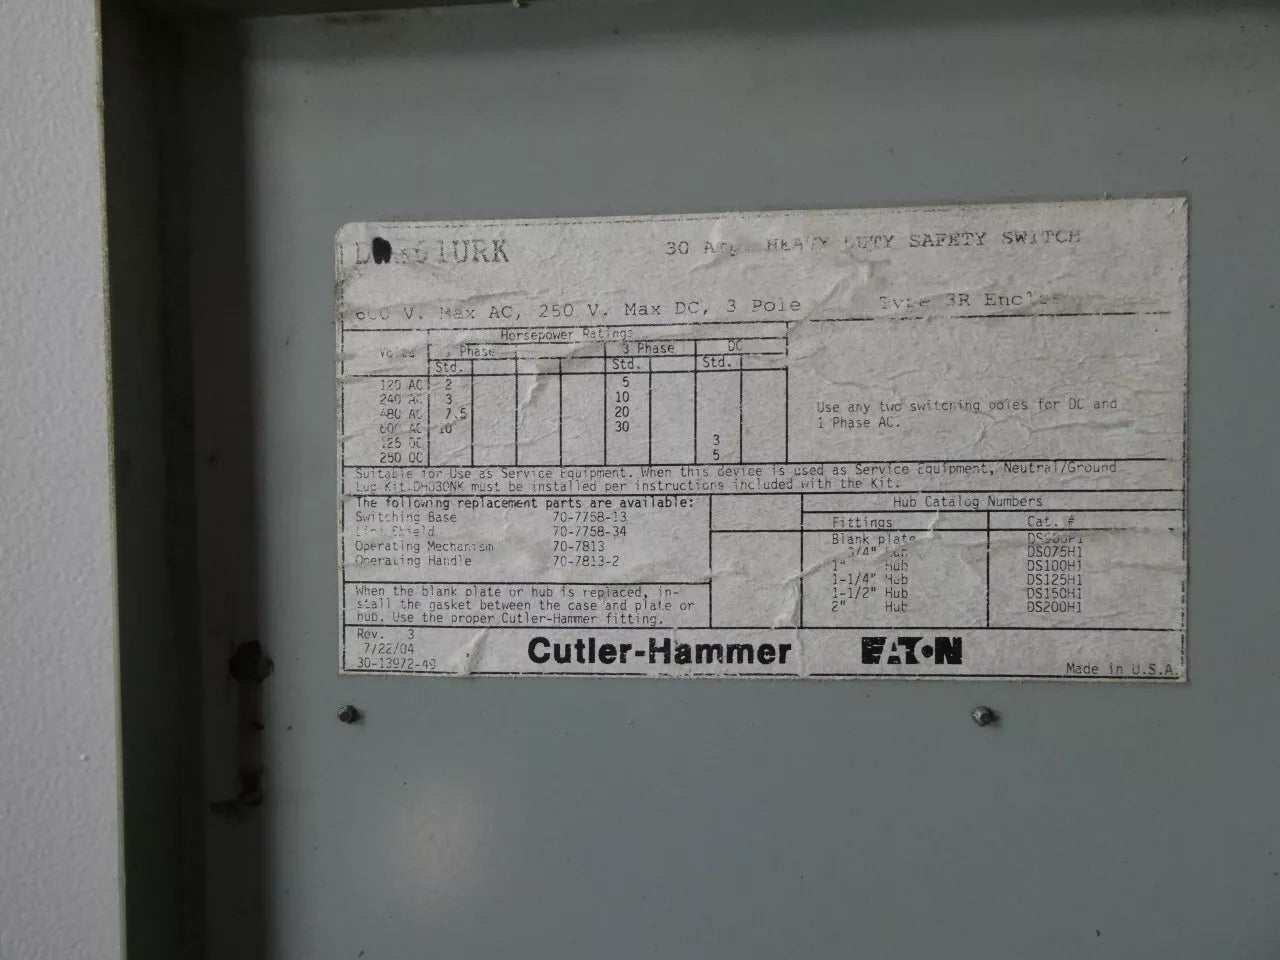 30 HEAVY DUTY SAFETY SWITCH
600 V. Max AC, 250 V. Max DC, 3 Pole Type 3R
Horsepower Ratings
Volts 1 Phase 3 Phase DC
Std. Std. Std.
120 AC 2 5
240 AC 3 10
480 AC 7.5 20
600 AC 10 30
125 DC 3
250 DC 5
Use any two switching poles for DC and
1 Phase AC.
Suitable for Use as Service Equipment. When this device is used as Service Equipment, Neutral/Ground
Lug Kit DH030NK must be installed per instructions included with the Kit.
The following replacement parts are available:
Switching Base 70-7758-13
Line Shield 70-7758-34
Operating Mechanism 70-7813
Operating Handle 70-7813-2
When the blank plate or hub is replaced, in-
stall the gasket between the case and plate or
hub. Use the proper Cutler-Hammer fitting.
Hub Catalog Numbers
Fittings Cat. #
Blank plate DS900P1
3/4" Hub DS075H1
1" Hub DS100H1
1-1/4" Hub DS125H1
1-1/2" Hub DS150H1
2" Hub DS200H1
Rev. 3
7/22/04
30-13972-49
Cutler-Hammer EATON
Made in U.S.A.